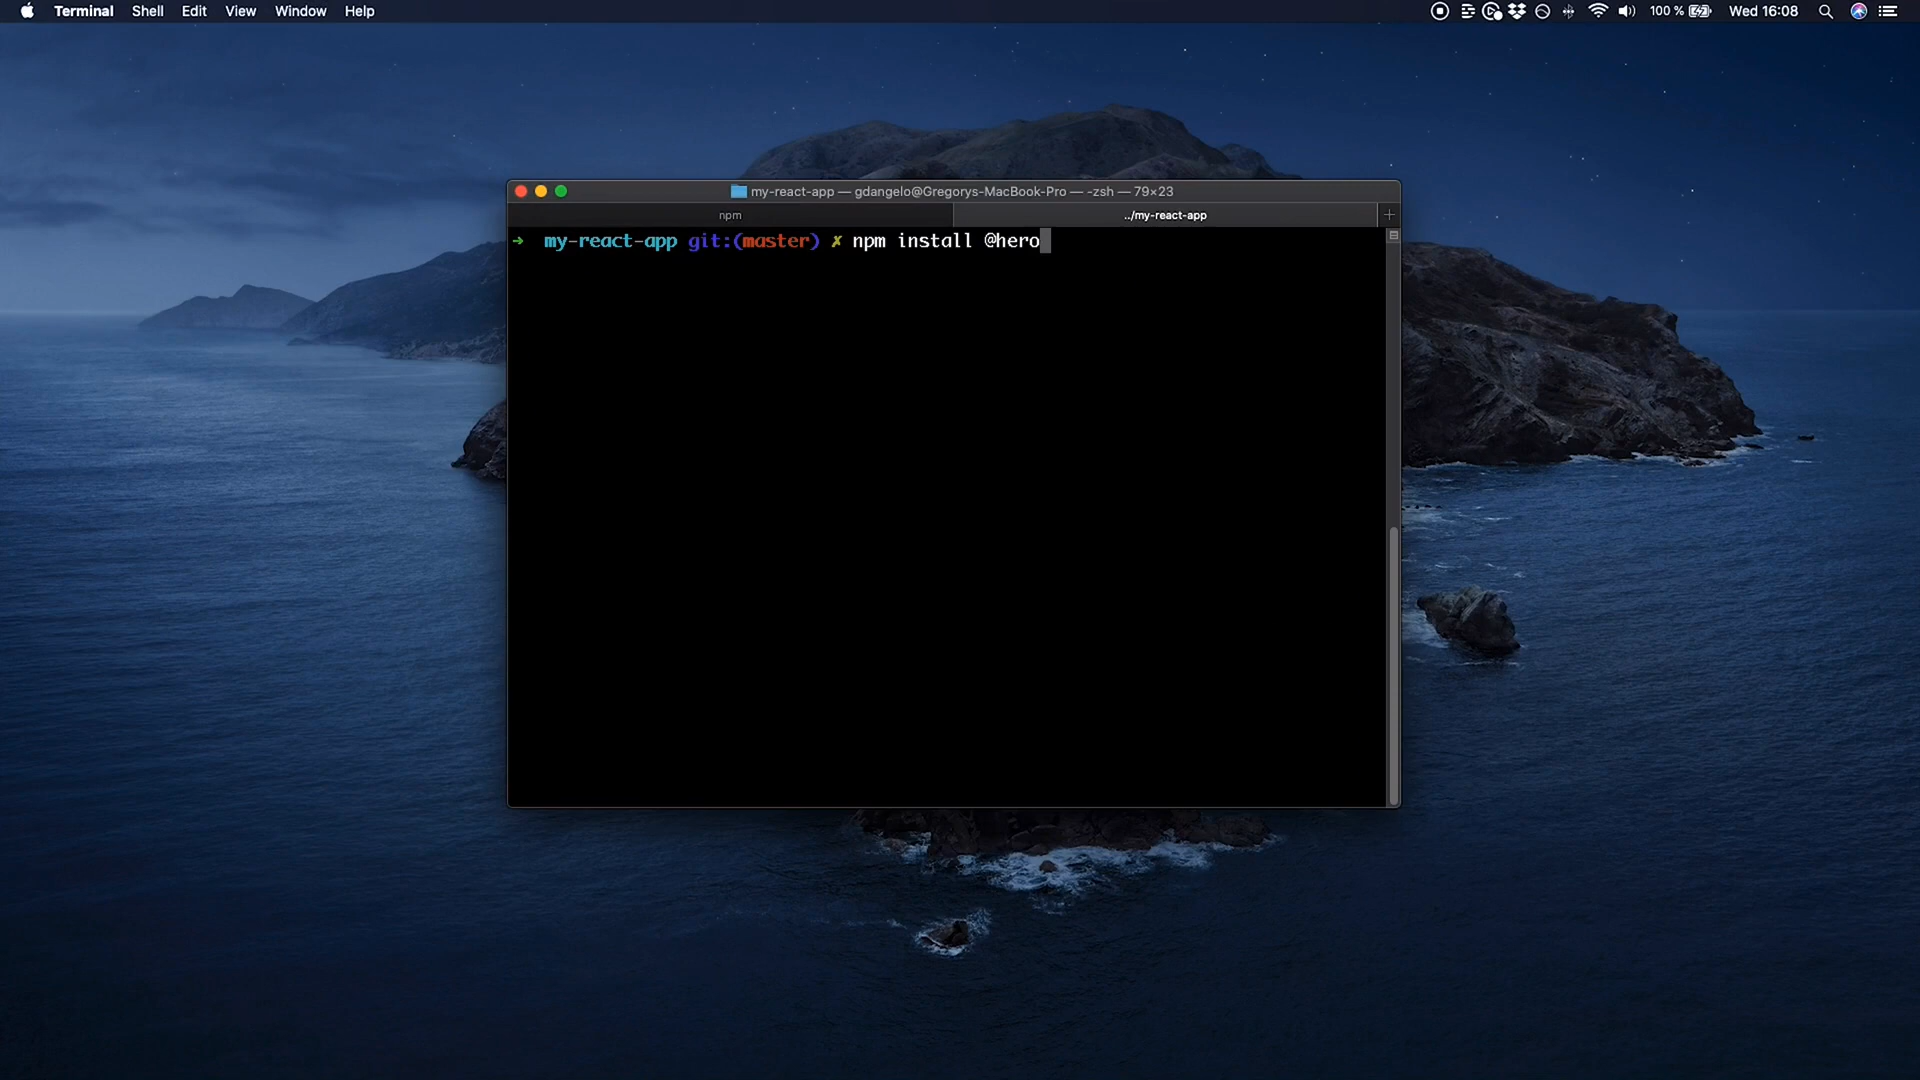 Terminal Shell Edit View Window Help 100 % Wed 16:08
my-react-app — gdangelo@Gregorys-MacBook-Pro — -zsh — 79×23
npm ../my-react-app
→ my-react-app git:(master) ✗ npm install @hero